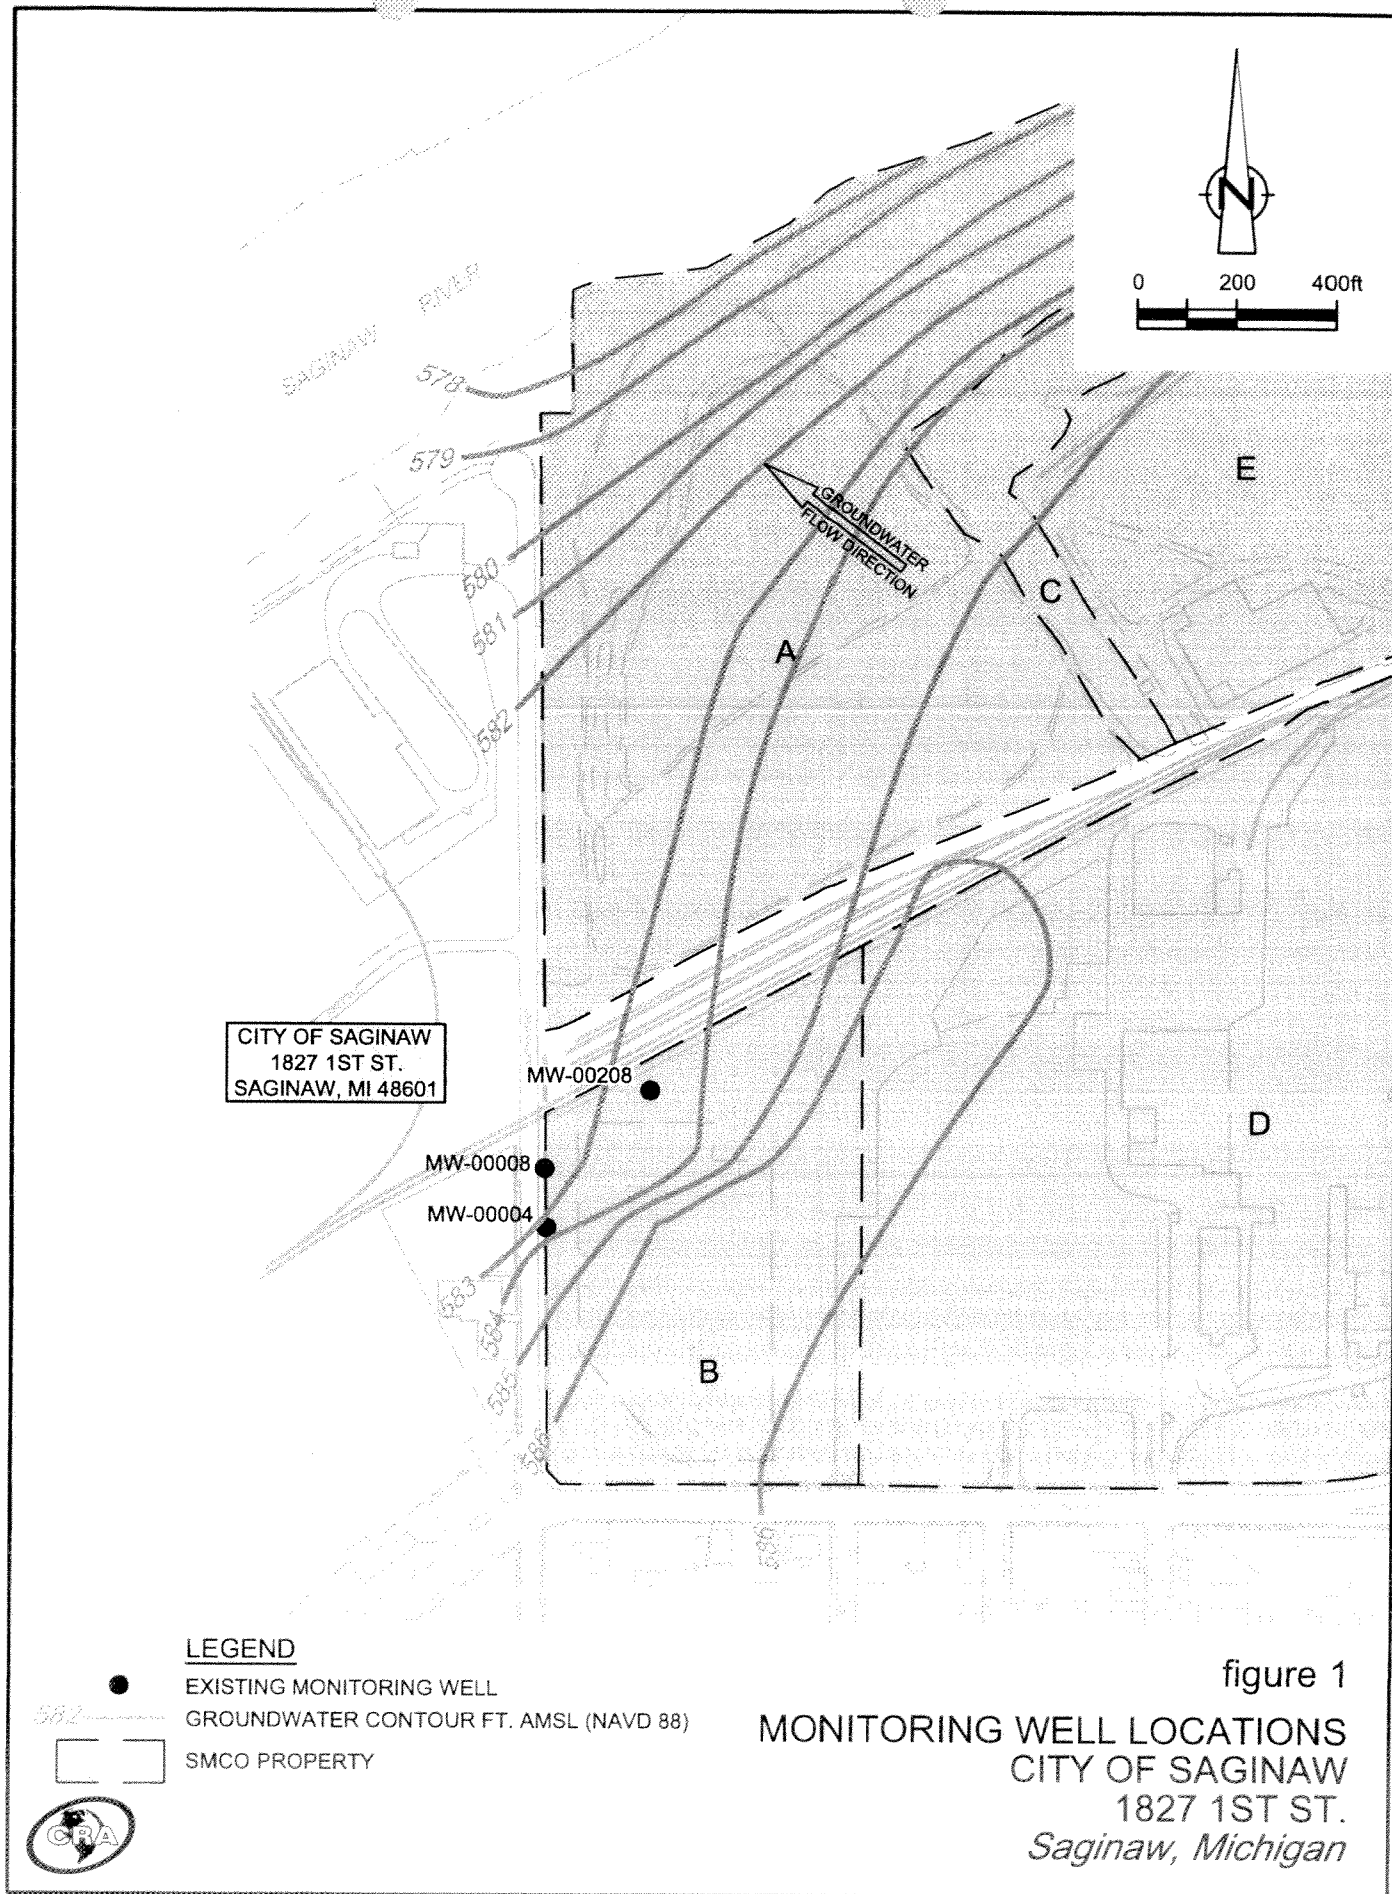 N
0 200 400ft
SAGINAW RIVER
578
579
580
581
582
GROUNDWATER
FLOW DIRECTION
A
E
C
CITY OF SAGINAW
1827 1ST ST.
SAGINAW, MI 48601
MW-00208
MW-00008
MW-00004
D
583
584
585
586
B
586
LEGEND
EXISTING MONITORING WELL
582 GROUNDWATER CONTOUR FT. AMSL (NAVD 88)
SMCO PROPERTY
CRA
figure 1
MONITORING WELL LOCATIONS
CITY OF SAGINAW
1827 1ST ST.
Saginaw, Michigan